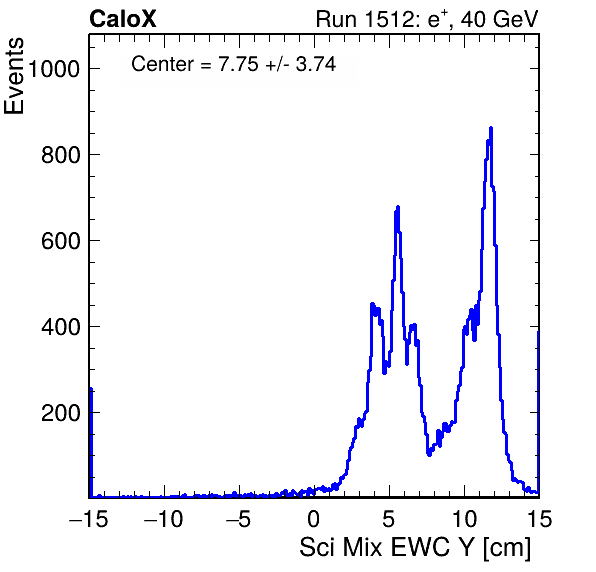 CaloX
Run 1512: e⁺, 40 GeV
Events
Center = 7.75 +/- 3.74
1000
800
600
400
200
−15 −10 −5 0 5 10 15
Sci Mix EWC Y [cm]